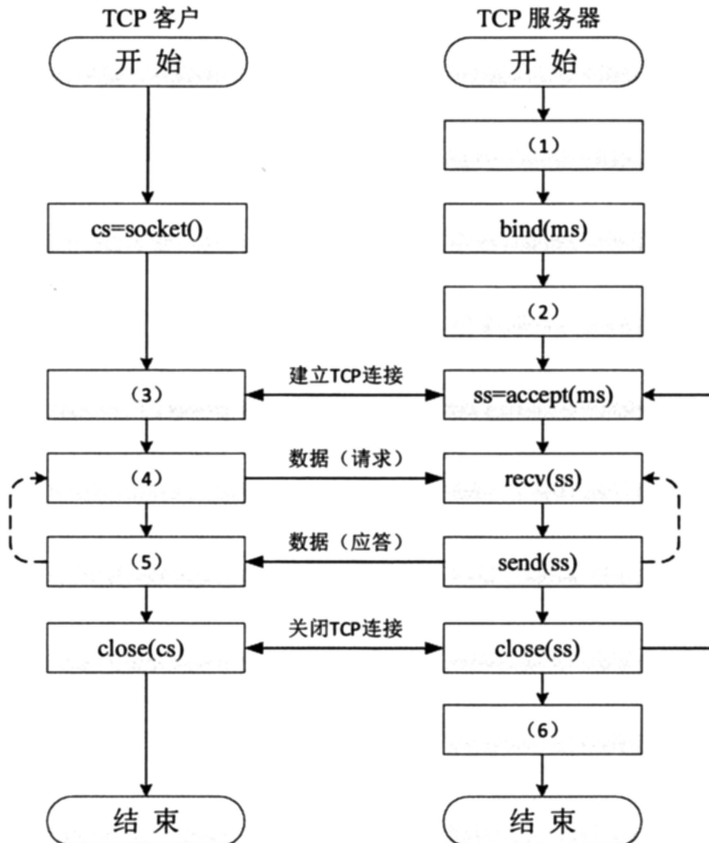 TCP 客户
TCP 服务器
开 始
开 始
(1)
cs=socket()
bind(ms)
(2)
建立TCP连接
(3)
ss=accept(ms)
数据（请求）
(4)
recv(ss)
数据（应答）
(5)
send(ss)
关闭TCP连接
close(cs)
close(ss)
(6)
结 束
结 束